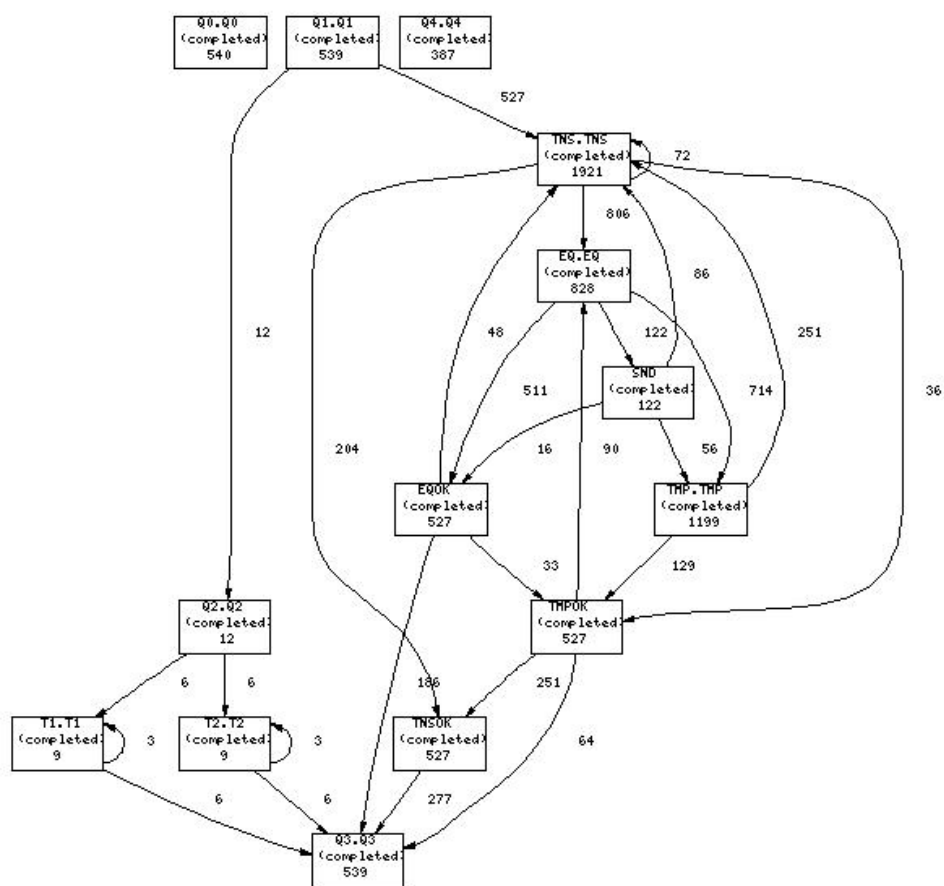 Q0.Q0
(completed)
540
Q1.Q1
(completed)
539
Q4.Q4
(completed)
387
527
TNS.TNS
(completed)
1921
72
806
EQ.EQ
(completed)
828
86
12
48
122
251
SND
(completed)
122
511
714
36
204
16
90
56
EQOK
(completed)
527
TMP.TMP
(completed)
1199
33
129
Q2.Q2
(completed)
12
TMPOK
(completed)
527
6
6
186
251
T1.T1
(completed)
9
3
T2.T2
(completed)
9
3
TNSOK
(completed)
527
64
6
6
277
Q3.Q3
(completed)
539